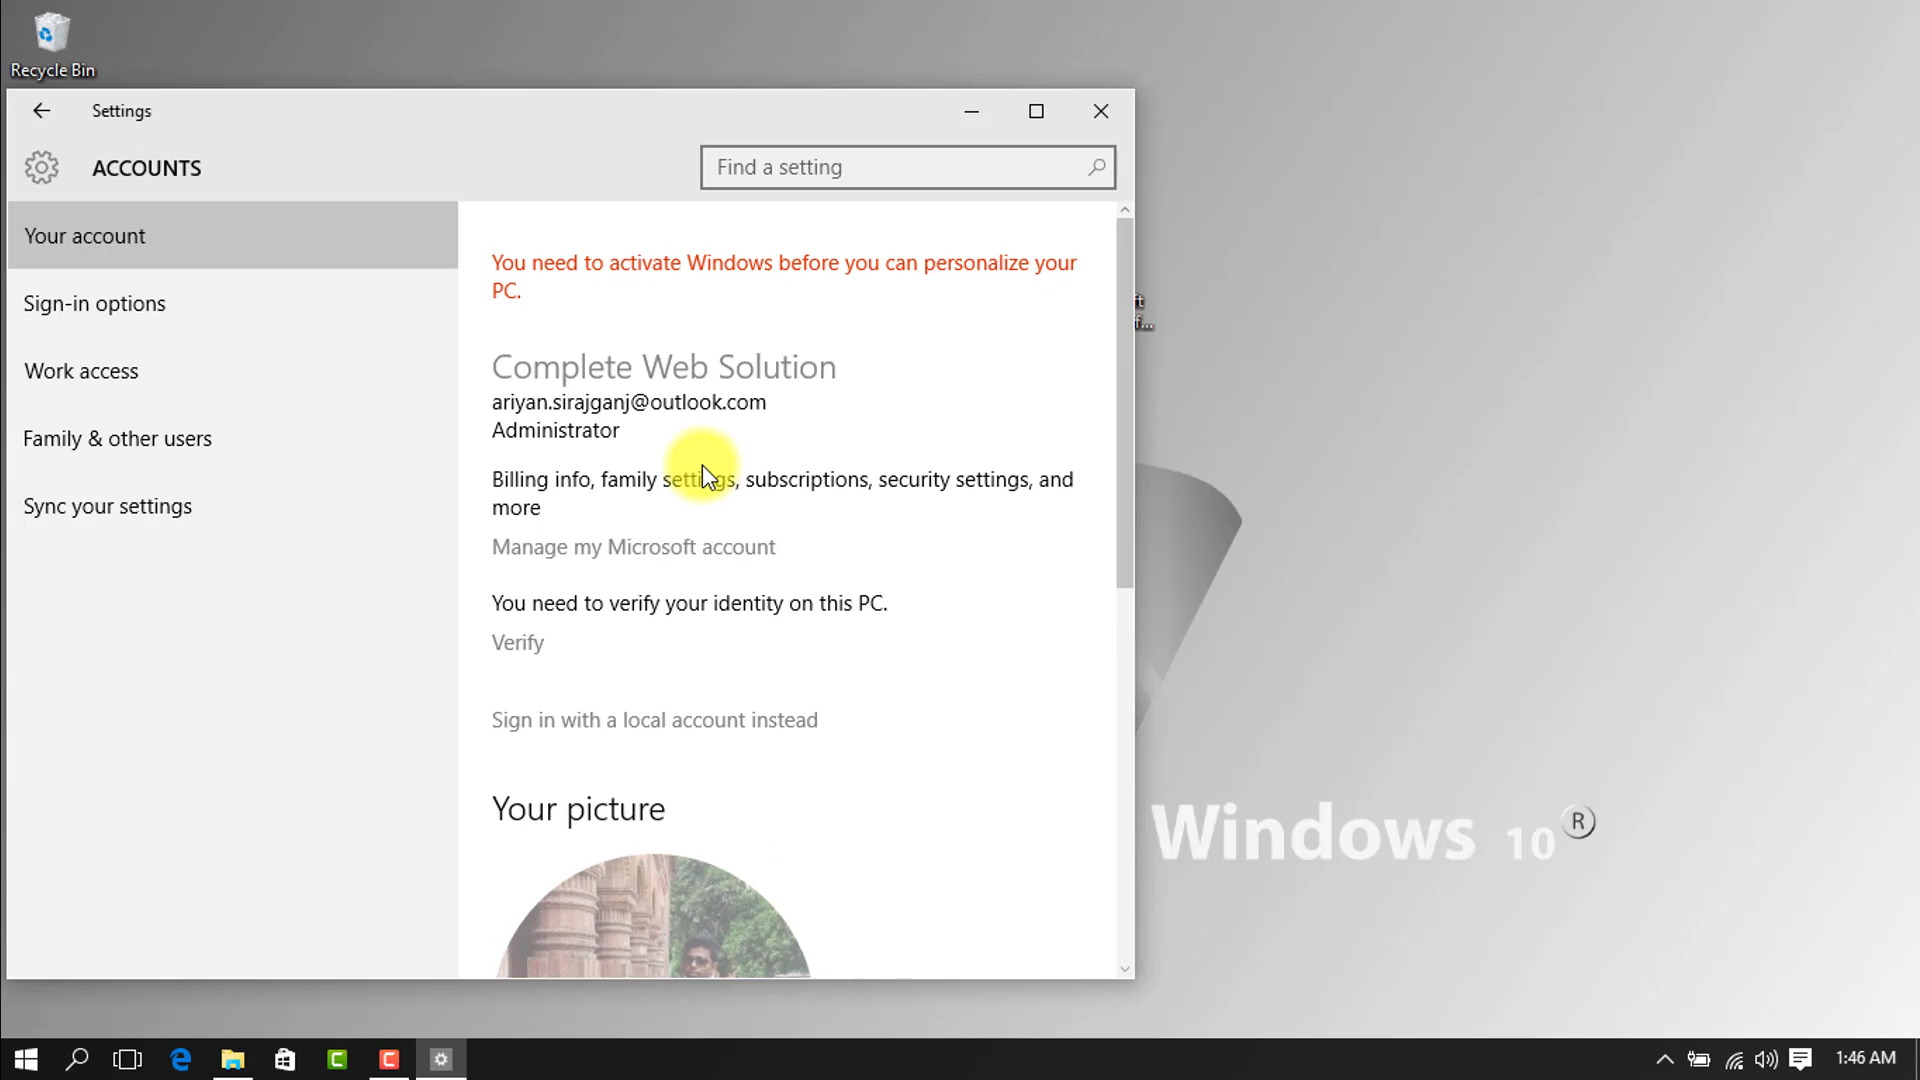 Recycle Bin
Settings
ACCOUNTS
Find a setting
Your account
Sign-in options
Work access
Family & other users
Sync your settings
You need to activate Windows before you can personalize your
PC.
Complete Web Solution
ariyan.sirajganj@outlook.com
Administrator
Billing info, family settings, subscriptions, security settings, and
more
Manage my Microsoft account
You need to verify your identity on this PC.
Verify
Sign in with a local account instead
Your picture
Windows 10 ®
1:46 AM